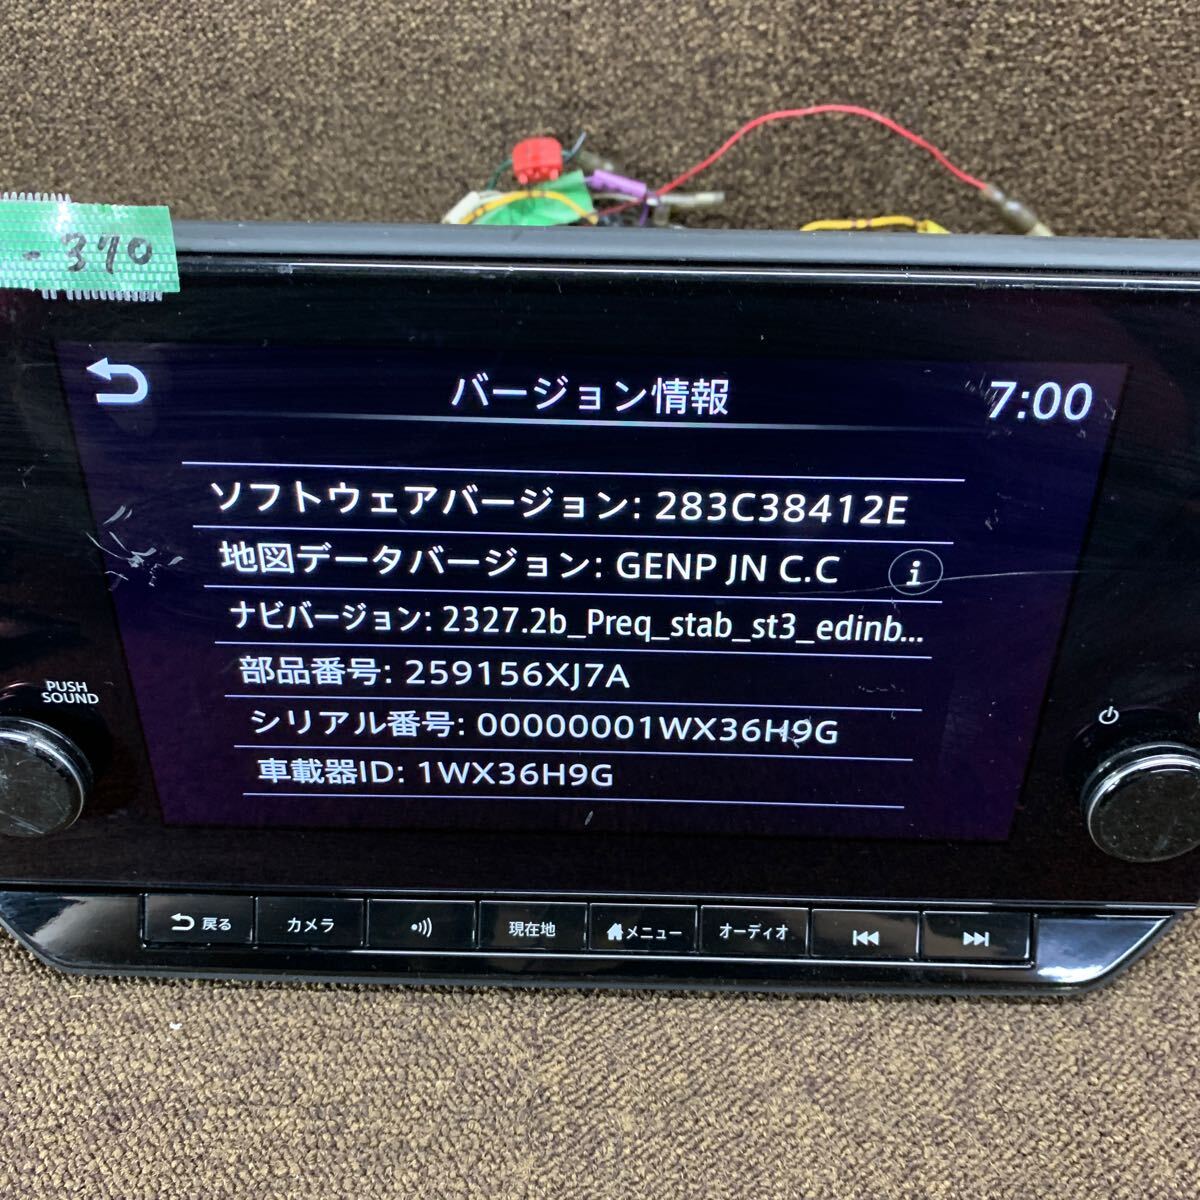 -370
バージョン情報
7:00
ソフトウェアバージョン: 283C38412E
地図データバージョン: GENP JN C.C
i
ナビバージョン: 2327.2b_Preq_stab_st3_edinb...
部品番号: 259156XJ7A
シリアル番号: 00000001WX36H9G
車載器ID: 1WX36H9G
PUSH
SOUND
戻る
カメラ
現在地
メニュー
オーディオ